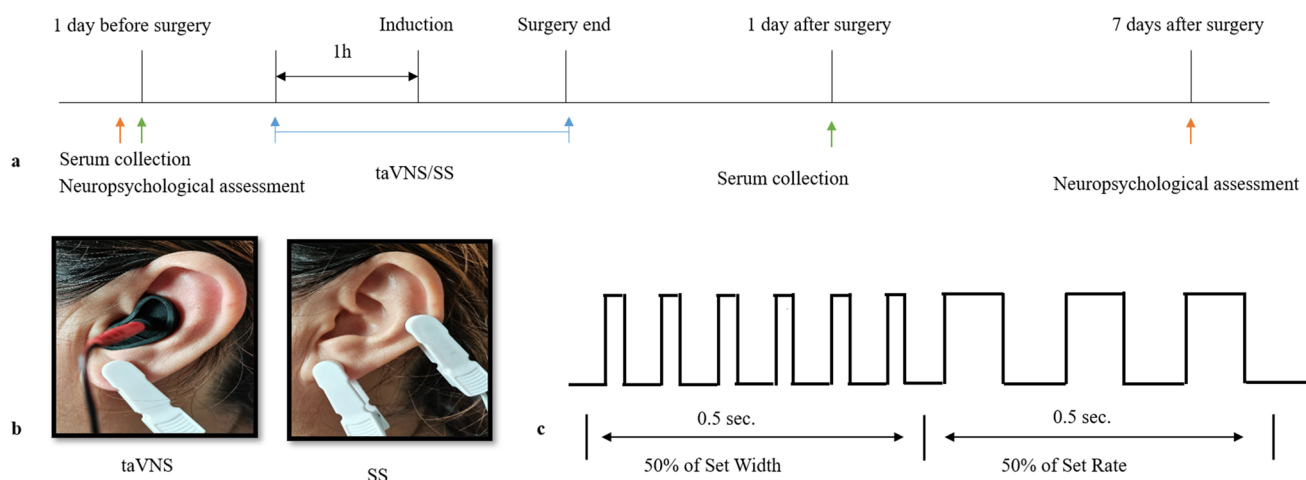 1 day before surgery
Induction
Surgery end
1 day after surgery
7 days after surgery
1h
a
Serum collection
Neuropsychological assessment
taVNS/SS
Serum collection
Neuropsychological assessment
b
taVNS
SS
c
0.5 sec.
0.5 sec.
50% of Set Width
50% of Set Rate